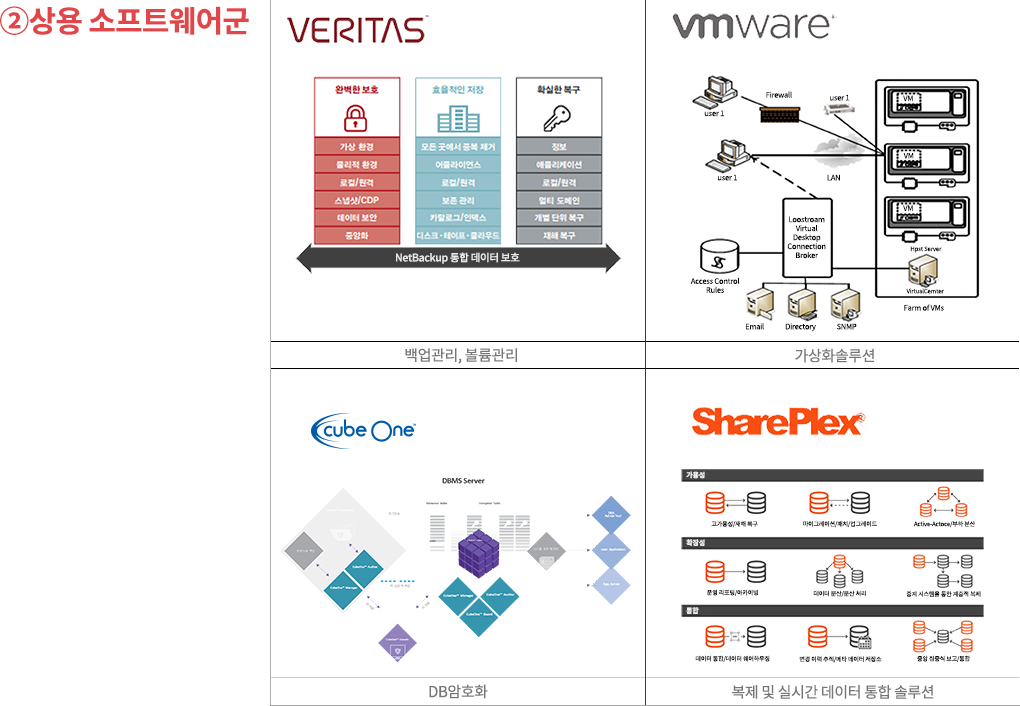 ②상용 소프트웨어군
VERITAS
완벽한 보호
효율적인 저장
확실한 복구
가상 환경
모든 곳에서 중복 제거
정보
물리적 환경
어플라이언스
애플리케이션
로컬/원격
로컬/원격
로컬/원격
스냅샷/CDP
보존 관리
멀티 도메인
데이터 보안
카탈로그/인덱스
개별 단위 복구
중앙화
디스크·테이프·클라우드
재해 복구
NetBackup 통합 데이터 보호
백업관리, 볼륨관리
vmware
user 1
Firewall
user 1
VM
user 1
LAN
VM
VM
Loostream
Virtual
Desktop
Connection
Broker
Hpst Server
Access Control
Rules
VirtualCemter
Email
Directory
SNMP
Farm of VMs
가상화솔루션
cube One™
DBMS Server
CubeOne™ Manager
CubeOne™ Manager
DB암호화
SharePlex®
가용성
고가용성/재해 복구
마이그레이션/패치/업그레이드
Active-Actoce/부하 분산
확장성
운영 리포팅/아카이빙
데이터 분산/분산 처리
중계 시스템을 통한 계층적 복제
통합
데이터 통합/데이터 웨어하우징
변경 이력 추적/메타 데이터 저장소
중앙 집중식 보고/통합
복제 및 실시간 데이터 통합 솔루션